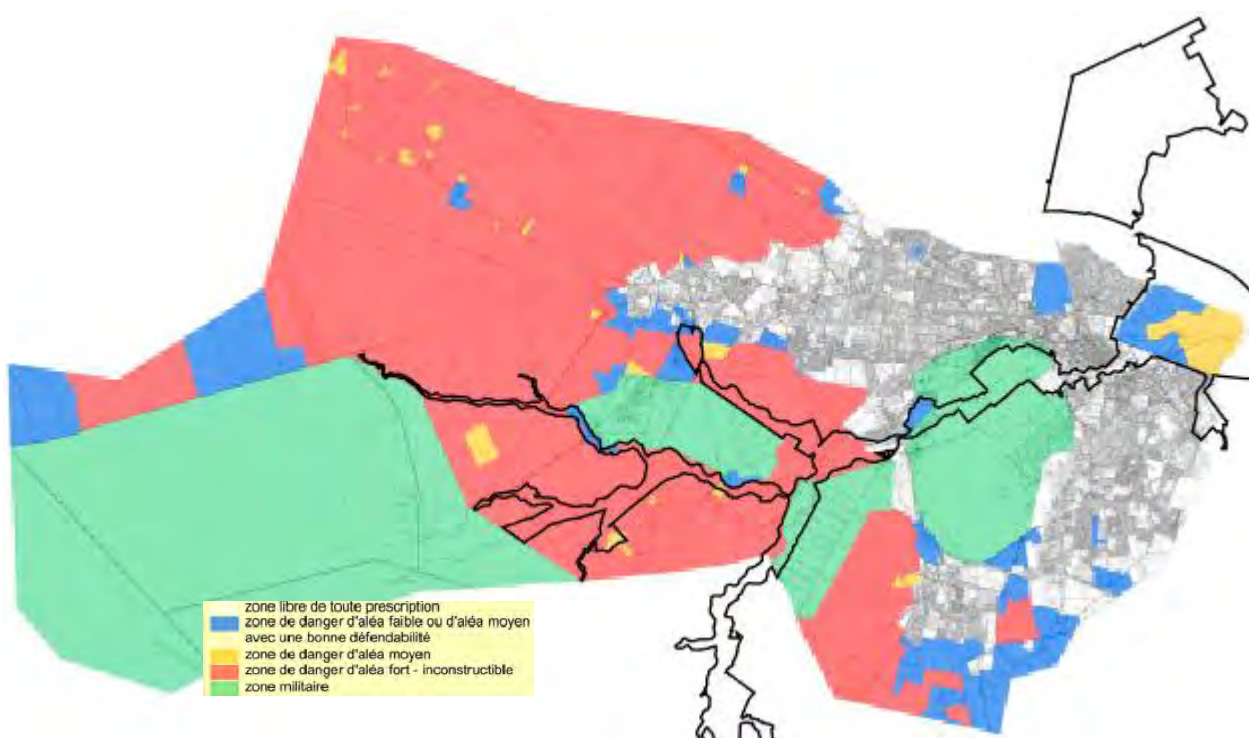 zone libre de toute prescription
zone de danger d'aléa faible ou d'aléa moyen
avec une bonne défendabilité
zone de danger d'aléa moyen
zone de danger d'aléa fort - inconstructible
zone militaire